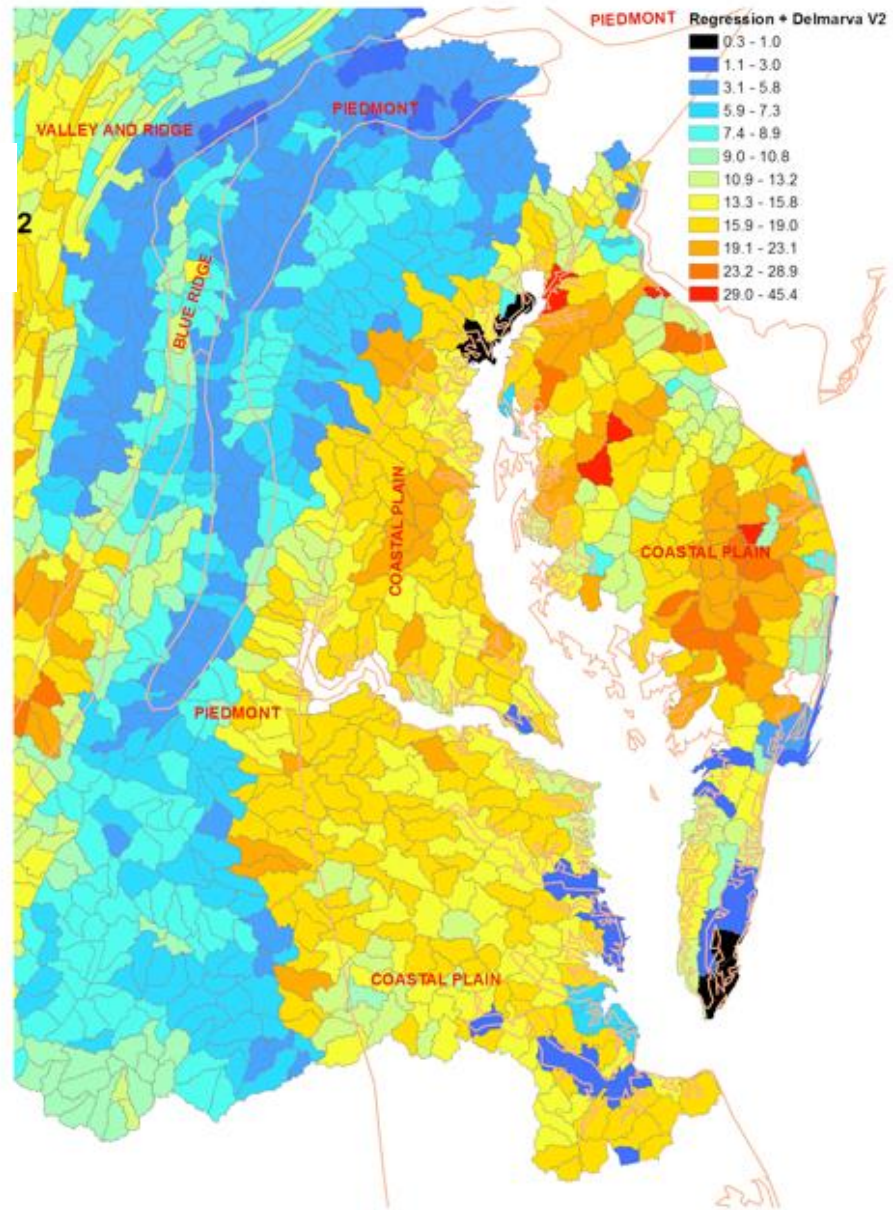 PIEDMONT
Regression + Delmarva V2
0.3 - 1.0
1.1 - 3.0
3.1 - 5.8
5.9 - 7.3
7.4 - 8.9
9.0 - 10.8
10.9 - 13.2
13.3 - 15.8
15.9 - 19.0
19.1 - 23.1
23.2 - 28.9
29.0 - 45.4
PIEDMONT
VALLEY AND RIDGE
2
BLUE RIDGE
COASTAL PLAIN
COASTAL PLAIN
PIEDMONT
COASTAL PLAIN